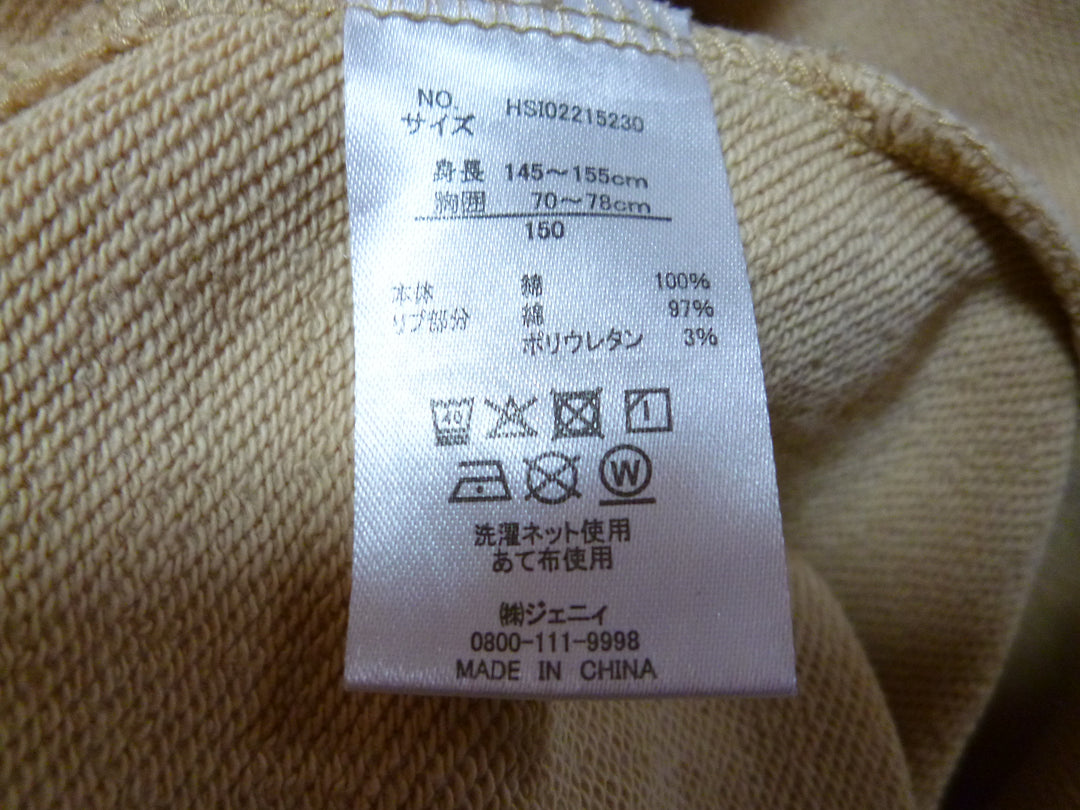 NO. HSI02215230
サイズ
身長 145～155cm
胸囲 70～78cm
150
本体 綿 100%
リブ部分 綿 97%
ポリウレタン 3%
40
W
洗濯ネット使用
あて布使用
㈱ジェニィ
0800-111-9998
MADE IN CHINA